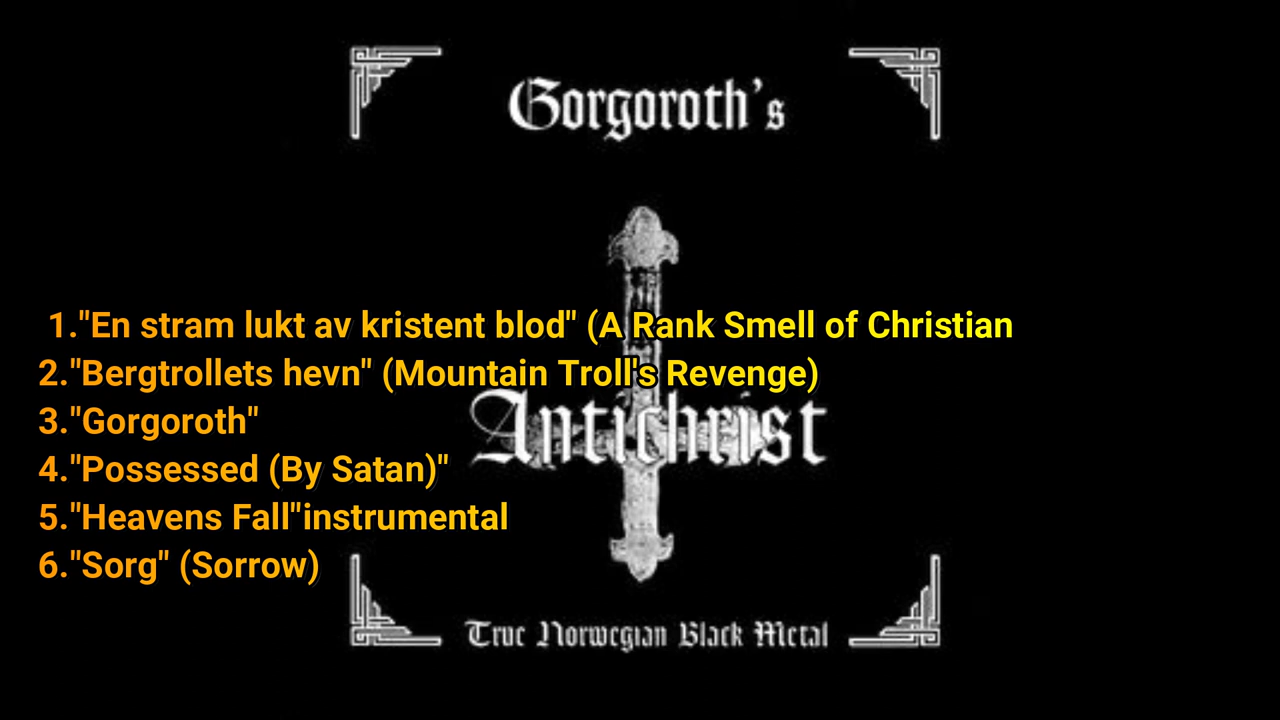 Gorgoroth's
1."En stram lukt av kristent blod" (A Rank Smell of Christian
2."Bergtrollets hevn" (Mountain Troll's Revenge)
3."Gorgoroth"
Antichrist
4."Possessed (By Satan)"
5."Heavens Fall"instrumental
6."Sorg" (Sorrow)
True Norwegian Black Metal